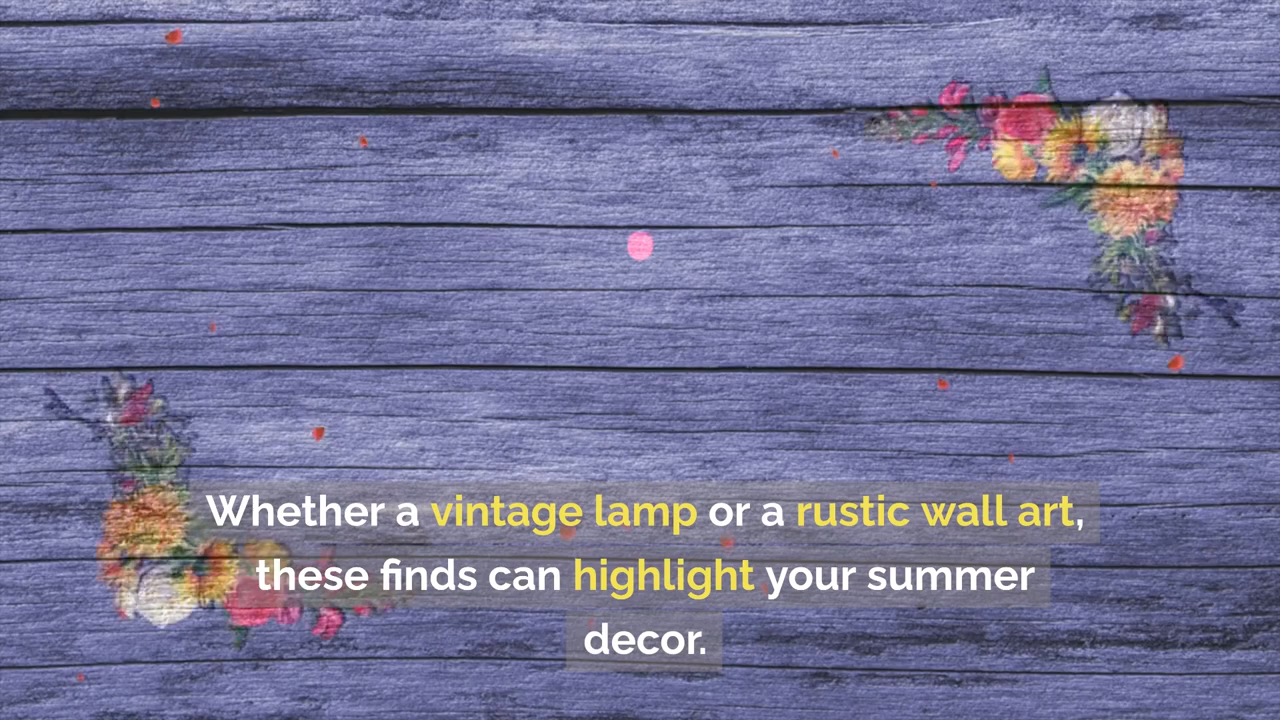 Whether a vintage lamp or a rustic wall art,
these finds can highlight your summer
decor.